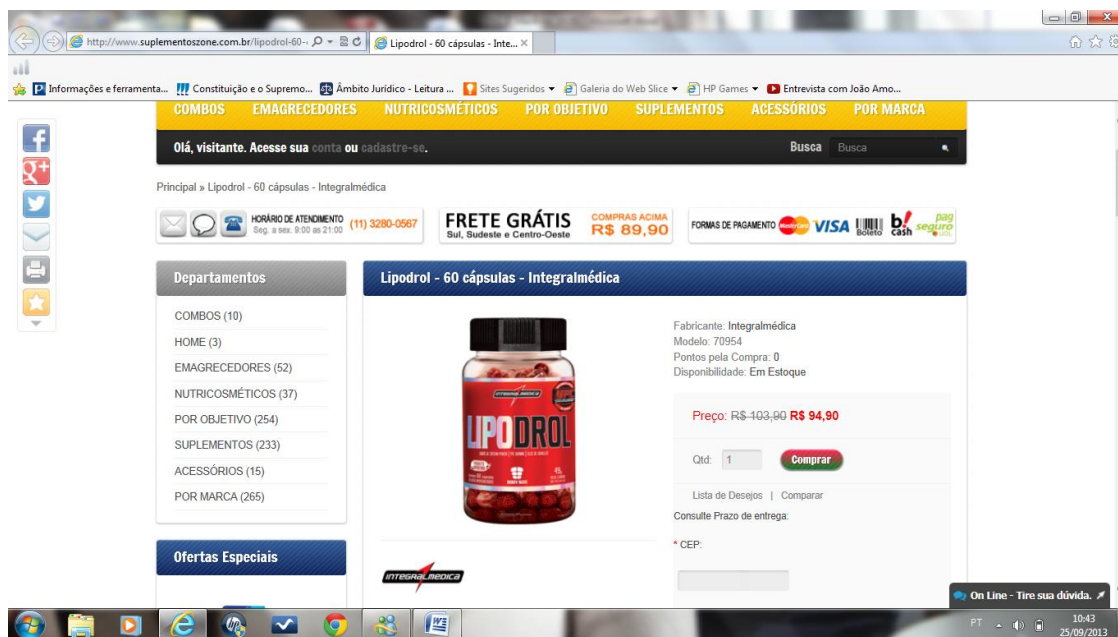 http://www.suplementoszone.com.br/lipodrol-60-
Lipodrol - 60 cápsulas - Inte...
Informações e ferramenta...
Constituição e o Supremo...
Âmbito Jurídico - Leitura ...
Sites Sugeridos
Galeria do Web Slice
HP Games
Entrevista com João Amo...
COMBOS EMAGRECEDORES NUTRICOSMÉTICOS POR OBJETIVO SUPLEMENTOS ACESSÓRIOS POR MARCA
Olá, visitante. Acesse sua conta ou cadastre-se.
Busca Busca
Principal » Lipodrol - 60 cápsulas - Integralmédica
HORÁRIO DE ATENDIMENTO
Seg. a sex. 9:00 as 21:00
(11) 3280-0567
FRETE GRÁTIS
Sul, Sudeste e Centro-Oeste
COMPRAS ACIMA
R$ 89,90
FORMAS DE PAGAMENTO MasterCard VISA Boleto b! cash pag seguro UOL
Departamentos
COMBOS (10)
HOME (3)
EMAGRECEDORES (52)
NUTRICOSMÉTICOS (37)
POR OBJETIVO (254)
SUPLEMENTOS (233)
ACESSÓRIOS (15)
POR MARCA (265)
Ofertas Especiais
Lipodrol - 60 cápsulas - Integralmédica
INTEGRALMEDICA
LIPODROL
INTEGRALMEDICA
Fabricante: Integralmédica
Modelo: 70954
Pontos pela Compra: 0
Disponibilidade: Em Estoque
Preço: R$ 103,90 R$ 94,90
Qtd: 1 Comprar
Lista de Desejos | Comparar
Consulte Prazo de entrega:
* CEP:
On Line - Tire sua dúvida.
PT
10:43
25/09/2013